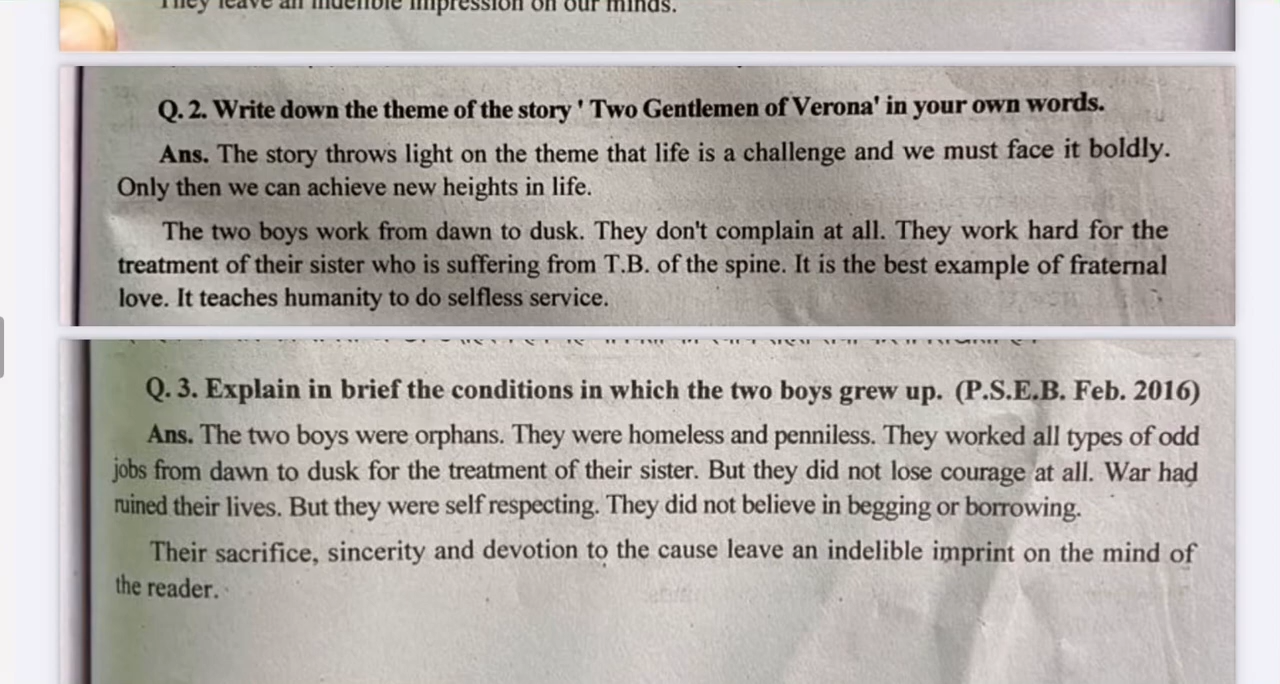 They leave an indelible impression on our minds.
Q. 2. Write down the theme of the story ' Two Gentlemen of Verona' in your own words.
Ans. The story throws light on the theme that life is a challenge and we must face it boldly.
Only then we can achieve new heights in life.
The two boys work from dawn to dusk. They don't complain at all. They work hard for the
treatment of their sister who is suffering from T.B. of the spine. It is the best example of fraternal
love. It teaches humanity to do selfless service.
Q. 3. Explain in brief the conditions in which the two boys grew up. (P.S.E.B. Feb. 2016)
Ans. The two boys were orphans. They were homeless and penniless. They worked all types of odd
jobs from dawn to dusk for the treatment of their sister. But they did not lose courage at all. War had
ruined their lives. But they were self respecting. They did not believe in begging or borrowing.
Their sacrifice, sincerity and devotion to the cause leave an indelible imprint on the mind of
the reader.